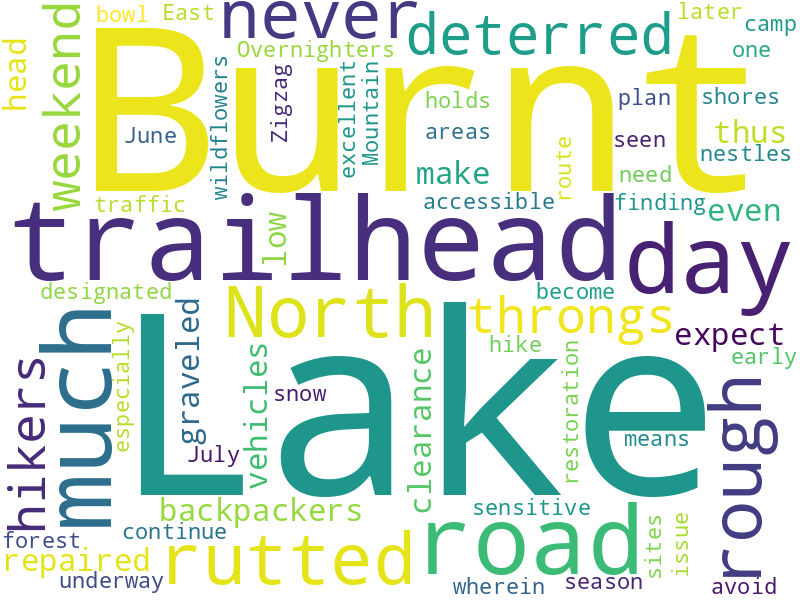 bowl
East
never
later
camp
one
deterred
Overnighters
head
weekend
Burnt
wildflowers
Zigzag
excellent
Mountain
holds
plan
shores
June
areas
seen
thus
nestles
make
route
need
traffic
accessible
finding
even
low
trailhead
day
designated
become
North
throngs
expect
much
graveled
especially
vehicles
Lake
hike
early
hikers
snow
clearance
restoration
rough
July
means
backpackers
sensitive
road
continue
forest
repaired
rutted
sites
issue
underway
wherein
season
avoid